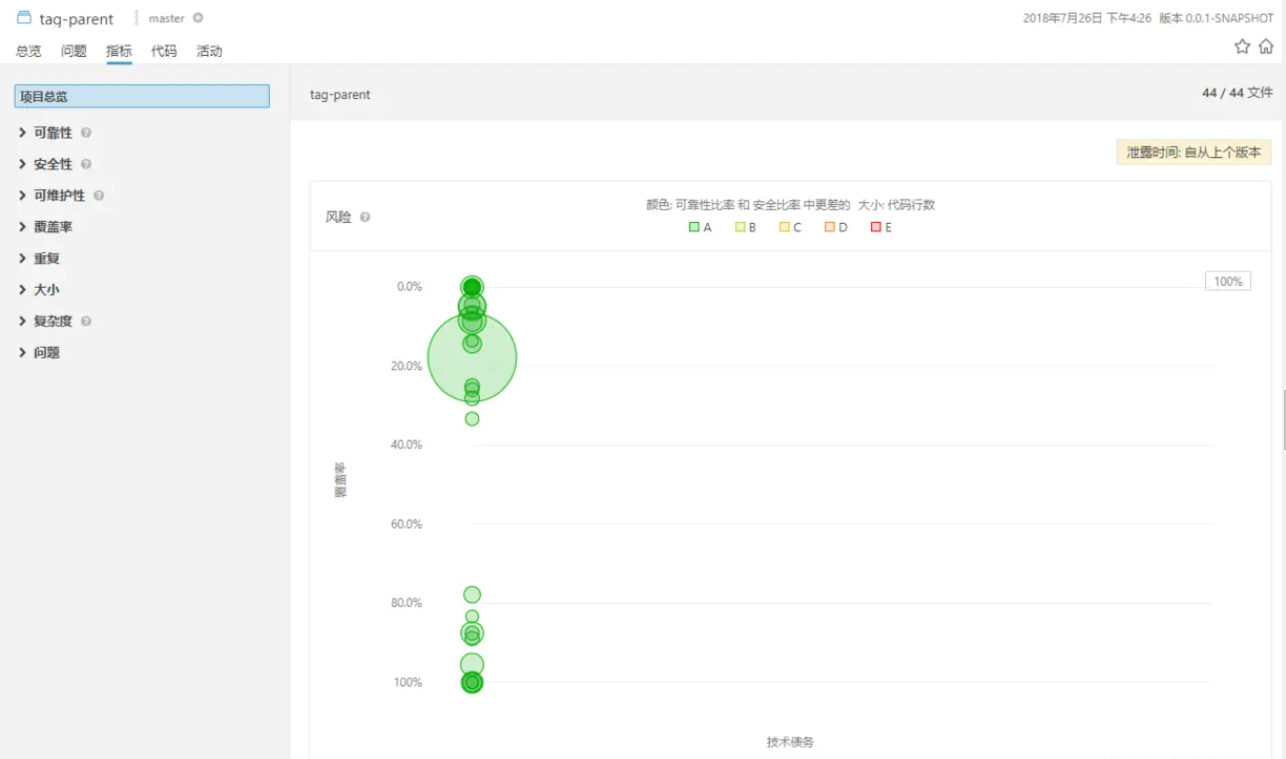 taq-parent master 2018年7月26日 下午4:26 版本 0.0.1-SNAPSHOT
总览 问题 指标 代码 活动
项目总览
可靠性
安全性
可维护性
覆盖率
重复
大小
复杂度
问题
tag-parent 44 / 44 文件
泄露时间: 自从上个版本
风险
颜色: 可靠性比率 和 安全比率 中更差的 大小: 代码行数
A B C D E
100%
0.0%
20.0%
40.0%
60.0%
80.0%
100%
覆盖率
技术债务